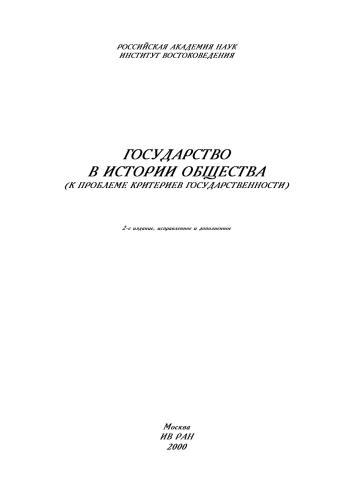 РОССИЙСКАЯ АКАДЕМИЯ НАУК
ИНСТИТУТ ВОСТОКОВЕДЕНИЯ
ГОСУДАРСТВО
В ИСТОРИИ ОБЩЕСТВА
(К ПРОБЛЕМЕ КРИТЕРИЕВ ГОСУДАРСТВЕННОСТИ)
2-е издание, исправленное и дополненное
Москва
ИВ РАН
2000